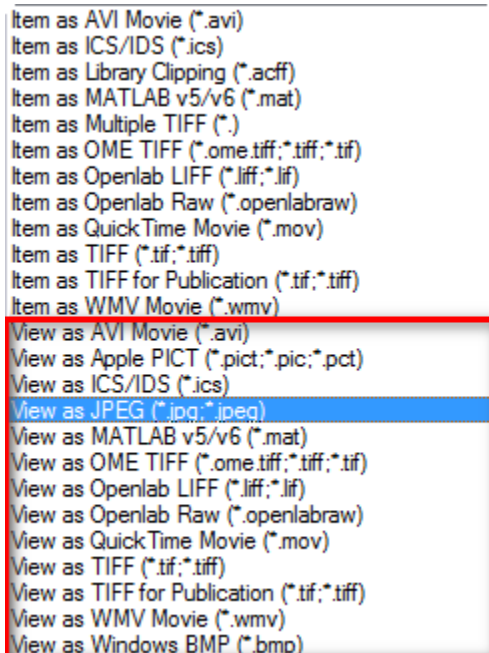 Item as AVI Movie (*.avi)
Item as ICS/IDS (*.ics)
Item as Library Clipping (*.acff)
Item as MATLAB v5/v6 (*.mat)
Item as Multiple TIFF (*.)
Item as OME TIFF (*.ome.tiff;*.tiff;*.tif)
Item as Openlab LIFF (*.liff;*.lif)
Item as Openlab Raw (*.openlabraw)
Item as QuickTime Movie (*.mov)
Item as TIFF (*.tif;*.tiff)
Item as TIFF for Publication (*.tif;*.tiff)
Item as WMV Movie (*.wmv)
View as AVI Movie (*.avi)
View as Apple PICT (*.pict;*.pic;*.pct)
View as ICS/IDS (*.ics)
View as JPEG (*.jpg;*.jpeg)
View as MATLAB v5/v6 (*.mat)
View as OME TIFF (*.ome.tiff;*.tiff;*.tif)
View as Openlab LIFF (*.liff;*.lif)
View as Openlab Raw (*.openlabraw)
View as QuickTime Movie (*.mov)
View as TIFF (*.tif;*.tiff)
View as TIFF for Publication (*.tif;*.tiff)
View as WMV Movie (*.wmv)
View as Windows BMP (*.bmp)